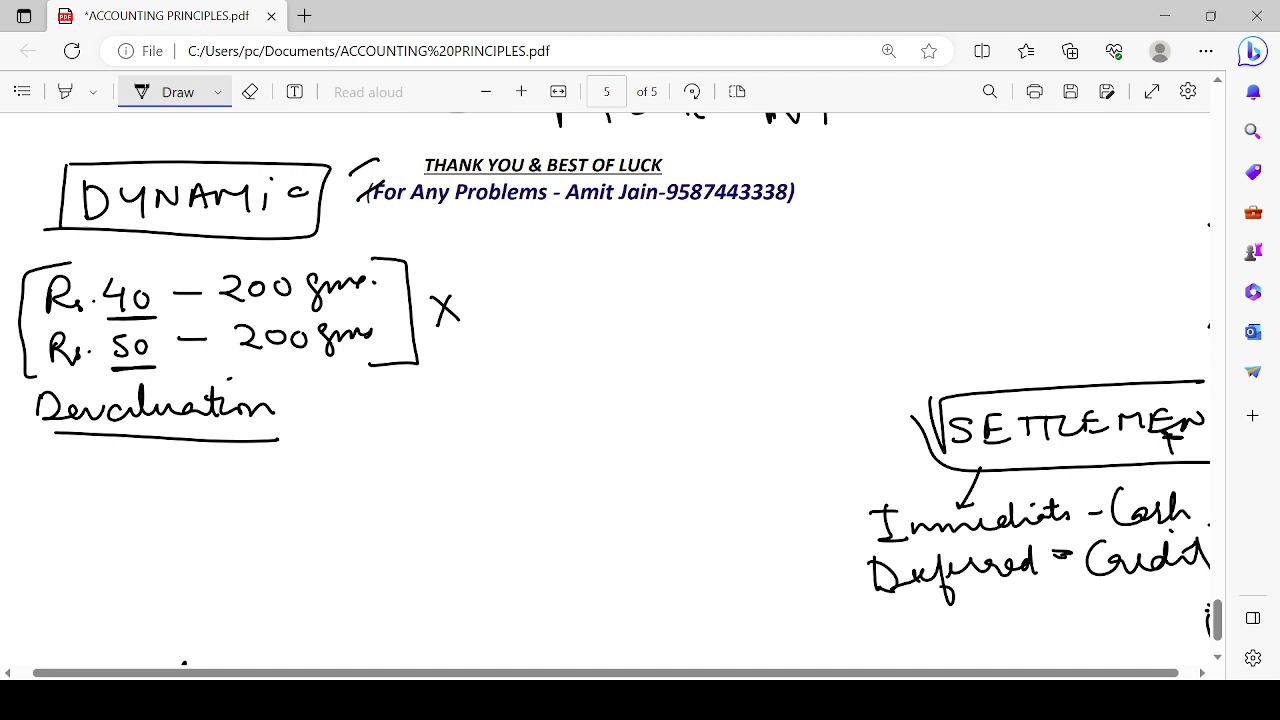 *ACCOUNTING PRINCIPLES.pdf
File
C:/Users/pc/Documents/ACCOUNTING%20PRINCIPLES.pdf
Draw
Read aloud
5
of 5
THANK YOU & BEST OF LUCK
(For Any Problems - Amit Jain-9587443338)
DYNAMIC
Rs. 40 – 200 gms.
Rs. 50 – 200 gms
X
Devaluation
SETTLEMENT
Immediate - Cash
Deferred = Credit